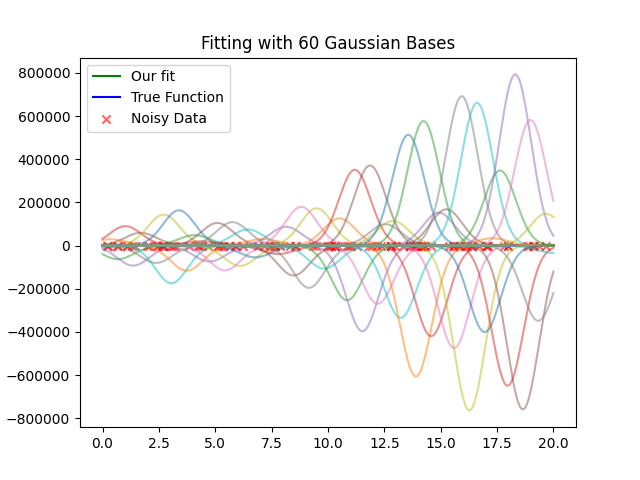 Fitting with 60 Gaussian Bases
Our fit
True Function
Noisy Data
800000
600000
400000
200000
0
−200000
−400000
−600000
−800000
0.0 2.5 5.0 7.5 10.0 12.5 15.0 17.5 20.0